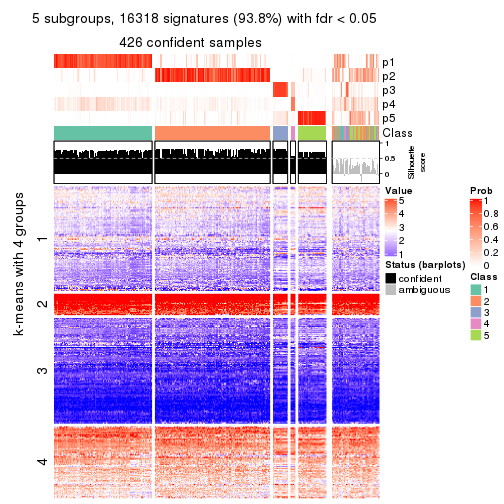 5 subgroups, 16318 signatures (93.8%) with fdr < 0.05
426 confident samples
p1
p2
p3
p4
p5
Class
1
0.5
0
Silhouette
score
k-means with 4 groups
1
2
3
4
Value
5
4
3
2
1
Status (barplots)
confident
ambiguous
Prob
1
0.8
0.6
0.4
0.2
0
Class
1
2
3
4
5